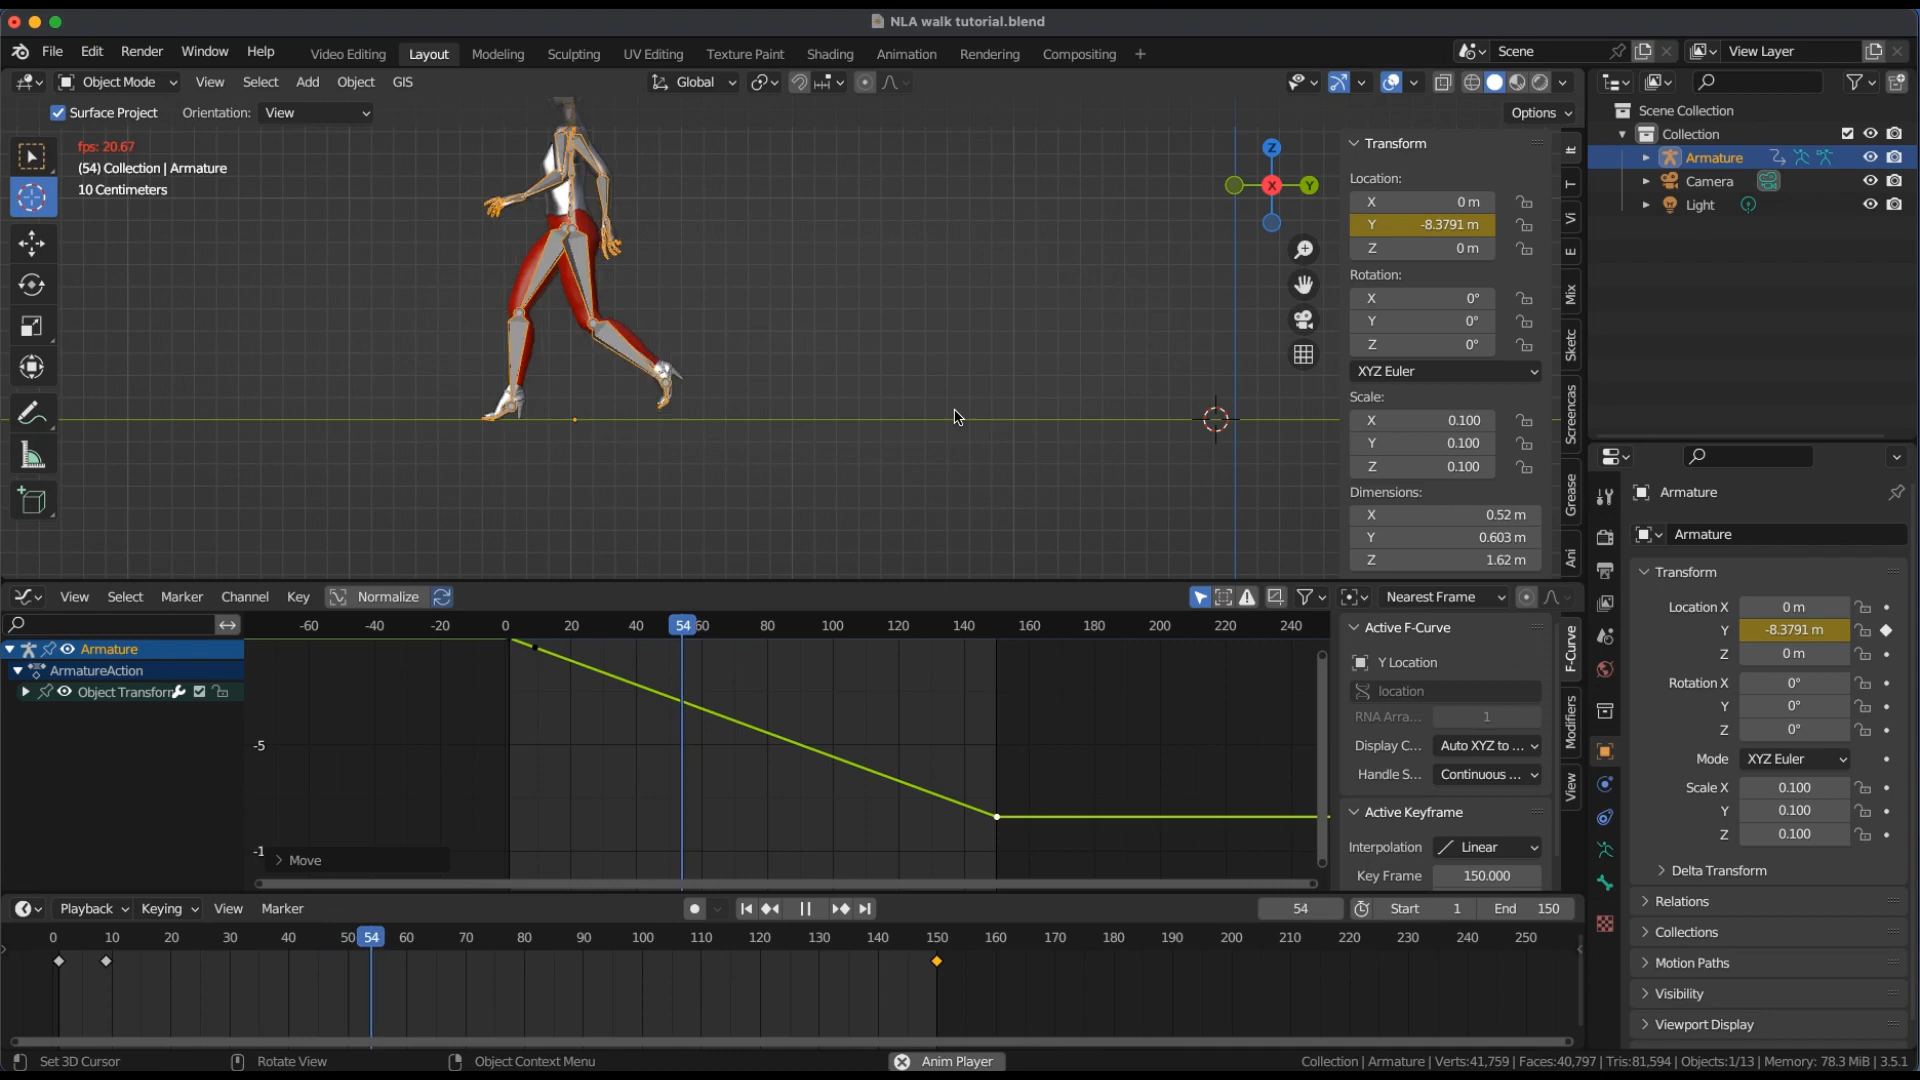 NLA walk tutorial.blend
File Edit Render Window Help Video Editing Layout Modeling Sculpting UV Editing Texture Paint Shading Animation Rendering Compositing + Scene View Layer
Object Mode View Select Add Object GIS Global
Surface Project Orientation: View Options
fps: 20.67
(54) Collection | Armature
10 Centimeters
Z
X
Y
Transform
Location:
X 0 m
Y -8.3791 m
Z 0 m
Rotation:
X 0°
Y 0°
Z 0°
XYZ Euler
Scale:
X 0.100
Y 0.100
Z 0.100
Dimensions:
X 0.52 m
Y 0.603 m
Z 1.62 m
It
T
Vi
E
Mix
Sketc
Screencas
Grease
Ani
Scene Collection
Collection
Armature
Camera
Light
Armature
Armature
Transform
Location X 0 m
Y -8.3791 m
Z 0 m
Rotation X 0°
Y 0°
Z 0°
Mode XYZ Euler
Scale X 0.100
Y 0.100
Z 0.100
Delta Transform
Relations
Collections
Motion Paths
Visibility
Viewport Display
View Select Marker Channel Key Normalize Nearest Frame
-60 -40 -20 0 20 40 54 60 80 100 120 140 160 180 200 220 240
Armature
ArmatureAction
Object Transform
-5
-1
Move
Active F-Curve
Y Location
location
RNA Arra... 1
Display C... Auto XYZ to ...
Handle S... Continuous ...
Active Keyframe
Interpolation Linear
Key Frame 150.000
F-Curve
Modifiers
View
Playback Keying View Marker 54 Start 1 End 150
0 10 20 30 40 50 54 60 70 80 90 100 110 120 130 140 150 160 170 180 190 200 210 220 230 240 250
Set 3D Cursor Rotate View Object Context Menu Anim Player Collection | Armature | Verts:41,759 | Faces:40,797 | Tris:81,594 | Objects:1/13 | Memory: 78.3 MiB | 3.5.1